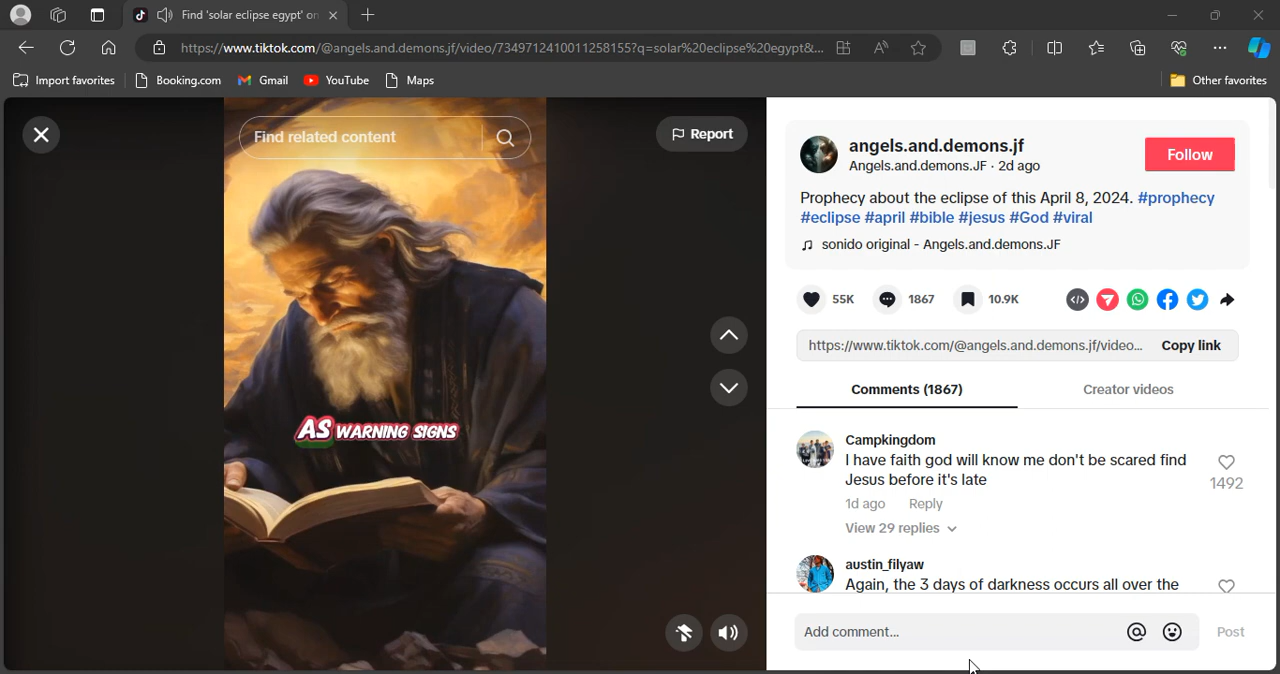 Find 'solar eclipse egypt' on
https://www.tiktok.com/@angels.and.demons.jf/video/7349712410011258155?q=solar%20eclipse%20egypt&...
Import favorites
Booking.com
Gmail
YouTube
Maps
Other favorites
Find related content
Report
AS WARNING SIGNS
angels.and.demons.jf
Angels.and.demons.JF · 2d ago
Follow
Prophecy about the eclipse of this April 8, 2024. #prophecy
#eclipse #april #bible #jesus #God #viral
sonido original - Angels.and.demons.JF
55K
1867
10.9K
https://www.tiktok.com/@angels.and.demons.jf/video...
Copy link
Comments (1867)
Creator videos
Campkingdom
I have faith god will know me don't be scared find
Jesus before it's late
1492
1d ago
Reply
View 29 replies
austin_filyaw
Again, the 3 days of darkness occurs all over the
Add comment...
Post